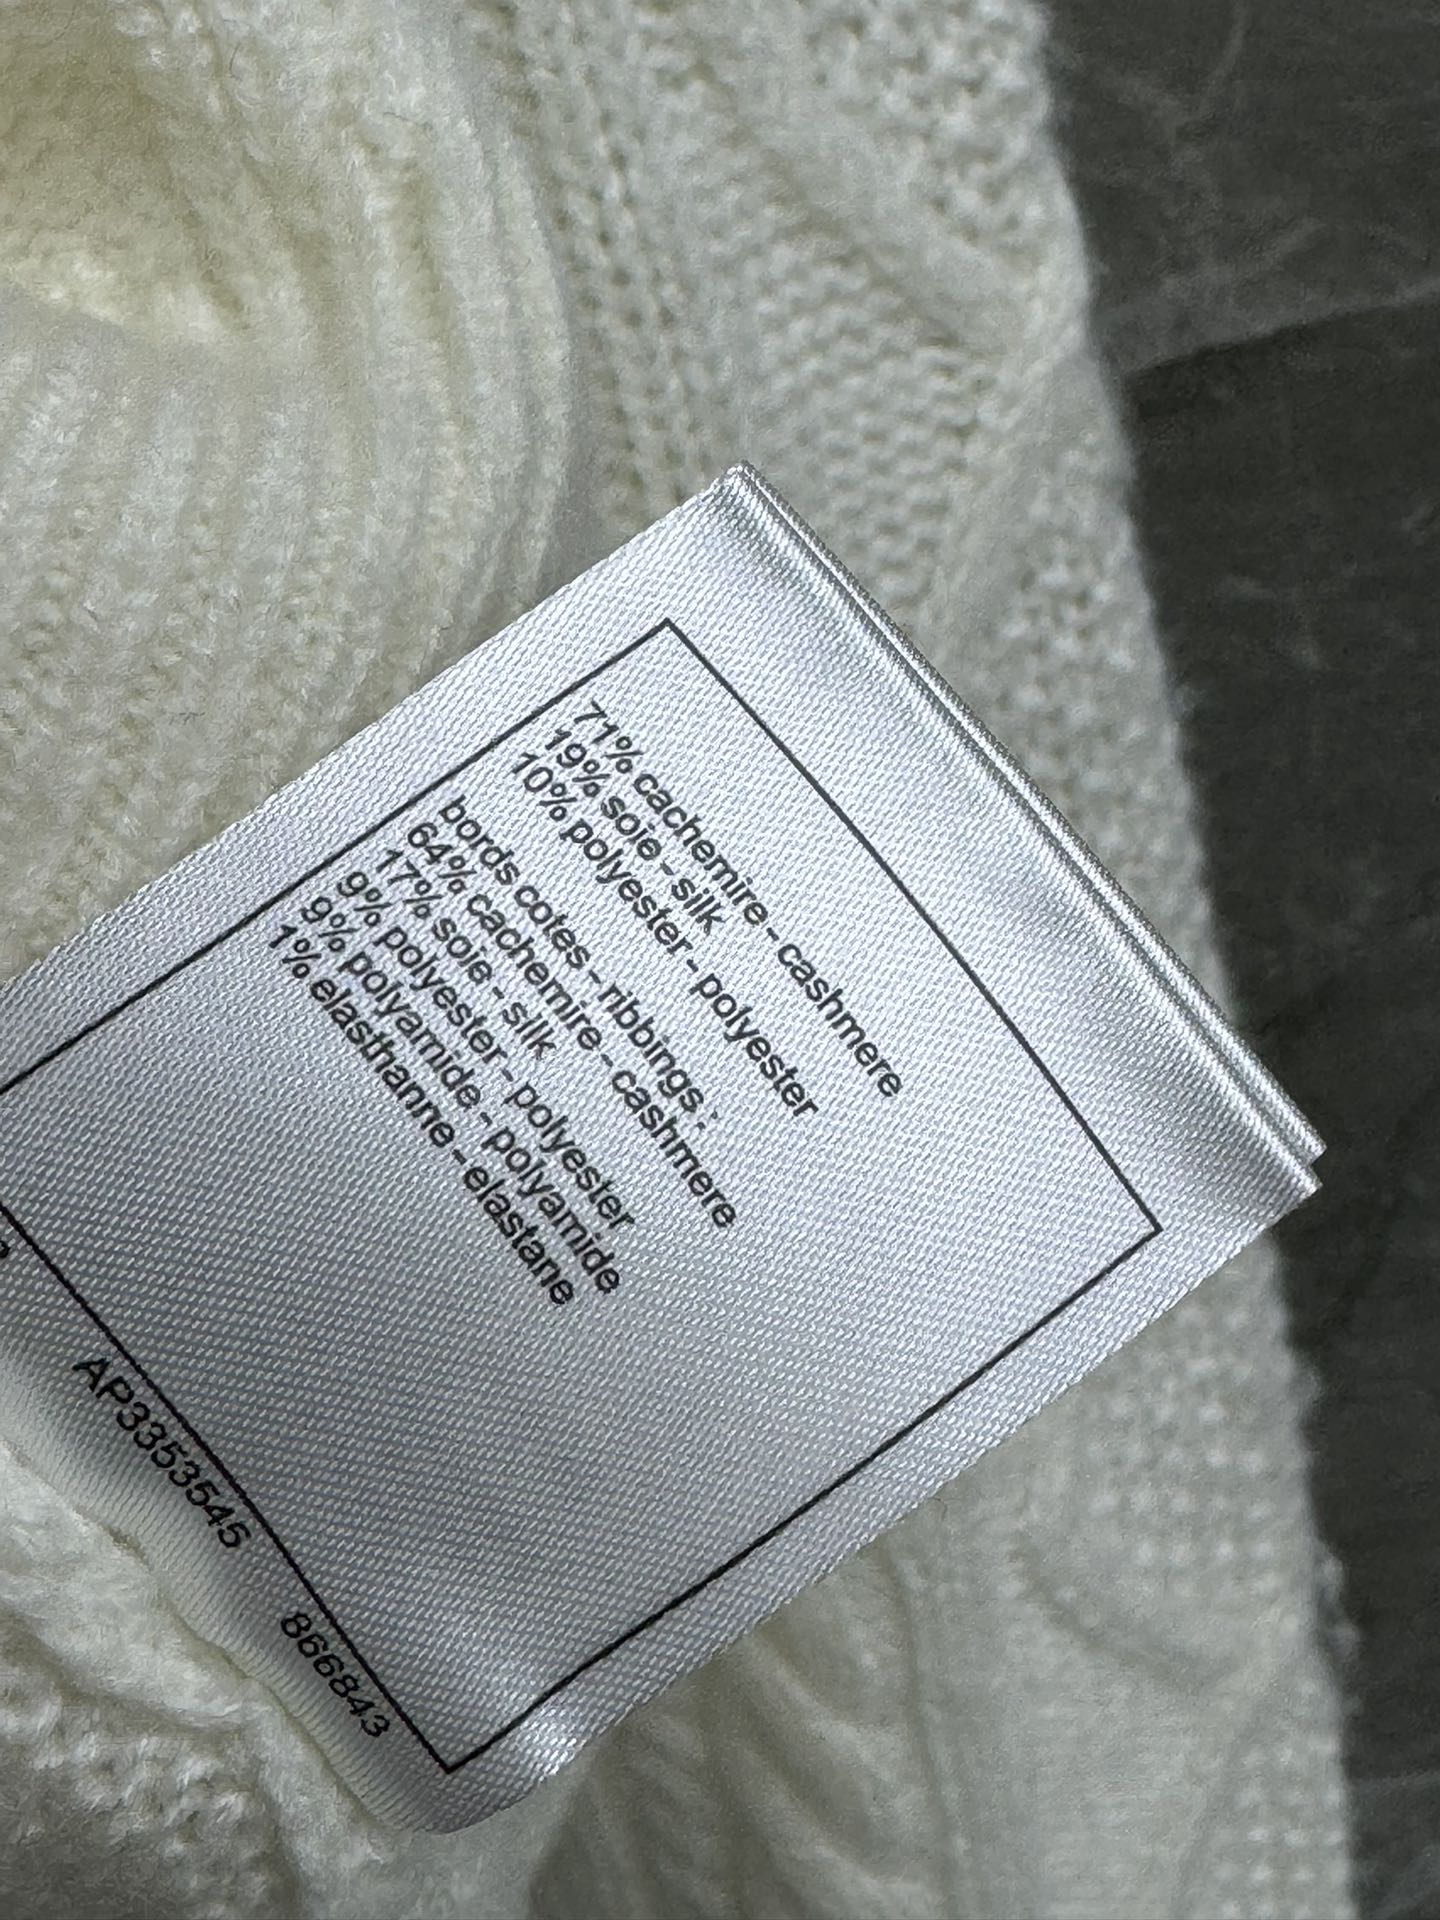 71% cachemire - cashmere
19% soie - silk
10% polyester - polyester
bords cotes - ribbings :
64% cachemire - cashmere
17% soie - silk
9% polyester - polyester
9% polyamide - polyamide
1% elasthanne - elastane
AP3353545
866843